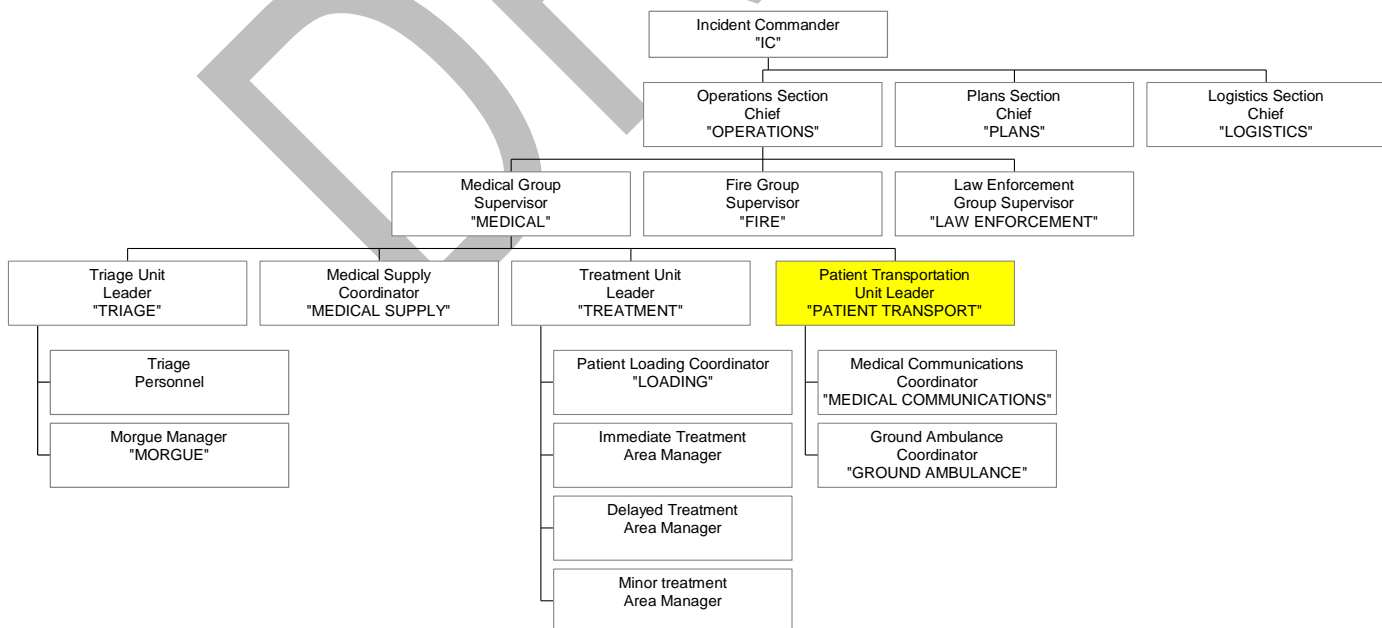 Incident Commander
"IC"
Operations Section
Chief
"OPERATIONS"
Plans Section
Chief
"PLANS"
Logistics Section
Chief
"LOGISTICS"
Medical Group
Supervisor
"MEDICAL"
Fire Group
Supervisor
"FIRE"
Law Enforcement
Group Supervisor
"LAW ENFORCEMENT"
Triage Unit
Leader
"TRIAGE"
Medical Supply
Coordinator
"MEDICAL SUPPLY"
Treatment Unit
Leader
"TREATMENT"
Patient Transportation
Unit Leader
"PATIENT TRANSPORT"
Triage
Personnel
Morgue Manager
"MORGUE"
Patient Loading Coordinator
"LOADING"
Immediate Treatment
Area Manager
Delayed Treatment
Area Manager
Minor treatment
Area Manager
Medical Communications
Coordinator
"MEDICAL COMMUNICATIONS"
Ground Ambulance
Coordinator
"GROUND AMBULANCE"